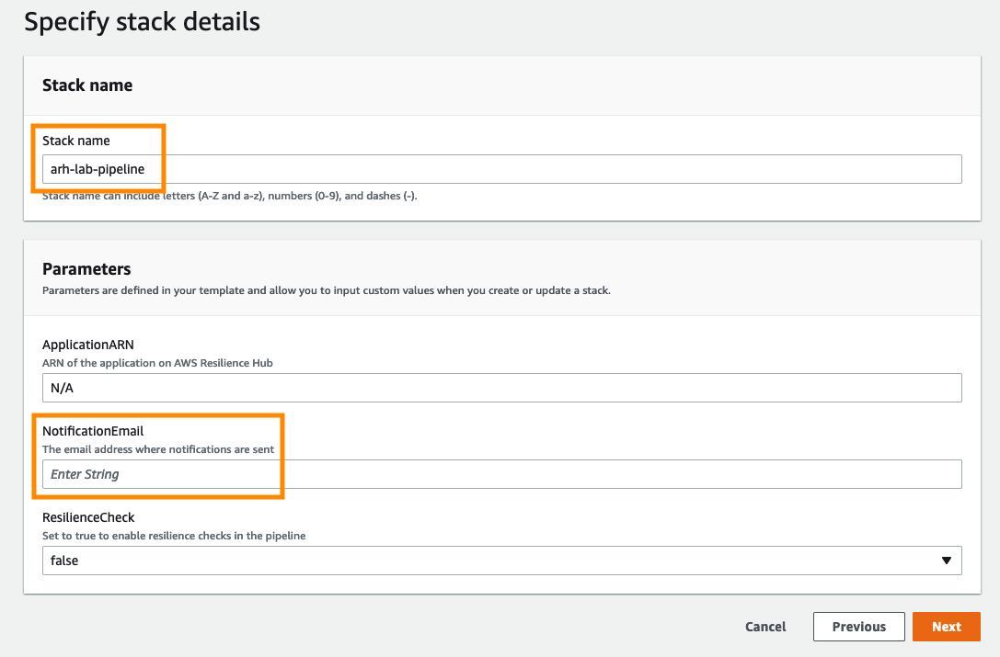 Specify stack details
Stack name
Stack name
arh-lab-pipeline
Stack name can include letters (A-Z and a-z), numbers (0-9), and dashes (-).
Parameters
Parameters are defined in your template and allow you to input custom values when you create or update a stack.
ApplicationARN
ARN of the application on AWS Resilience Hub
N/A
NotificationEmail
The email address where notifications are sent
Enter String
ResilienceCheck
Set to true to enable resilience checks in the pipeline
false
Cancel Previous Next